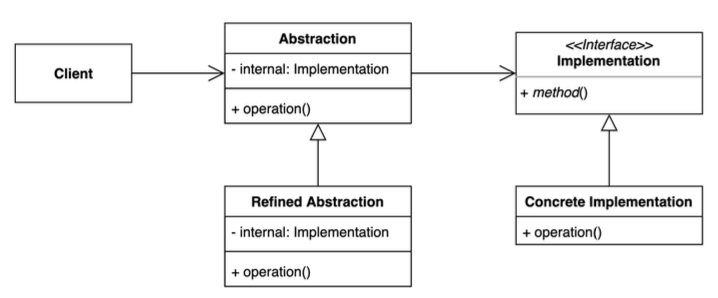 Client
Abstraction
- internal: Implementation
+ operation()
<<Interface>>
Implementation
+ method()
Refined Abstraction
- internal: Implementation
+ operation()
Concrete Implementation
+ operation()